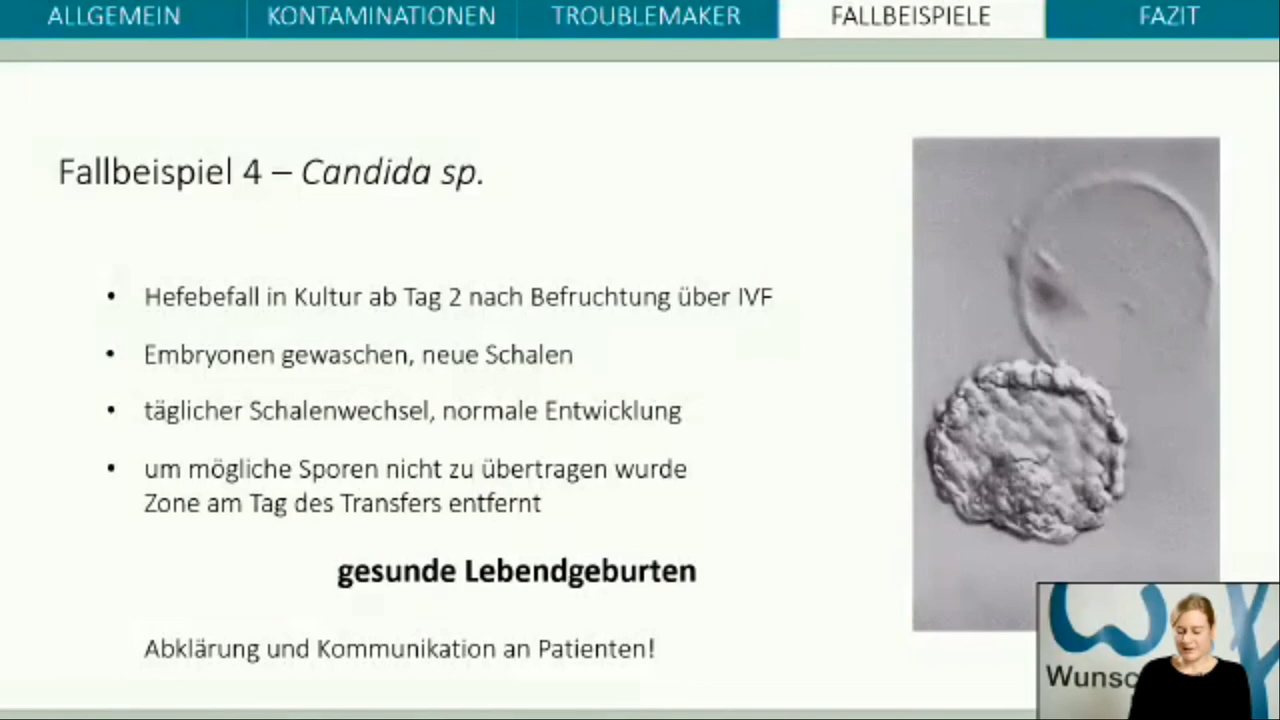 ALLGEMEIN KONTAMINATIONEN TROUBLEMAKER FALLBEISPIELE FAZIT
Fallbeispiel 4 – Candida sp.
• Hefebefall in Kultur ab Tag 2 nach Befruchtung über IVF
• Embryonen gewaschen, neue Schalen
• täglicher Schalenwechsel, normale Entwicklung
• um mögliche Sporen nicht zu übertragen wurde
Zone am Tag des Transfers entfernt
gesunde Lebendgeburten
Abklärung und Kommunikation an Patienten!